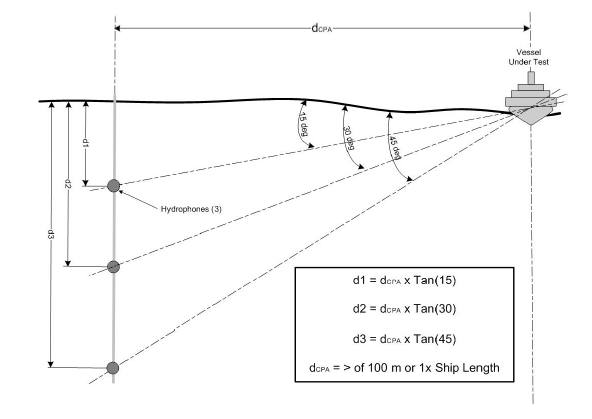 dCPA
Vessel
Under Test
15 deg
30 deg
45 deg
d1
d2
d3
Hydrophones (3)
d1 = dCPA x Tan(15)
d2 = dCPA x Tan(30)
d3 = dCPA x Tan(45)
dCPA = > of 100 m or 1x Ship Length